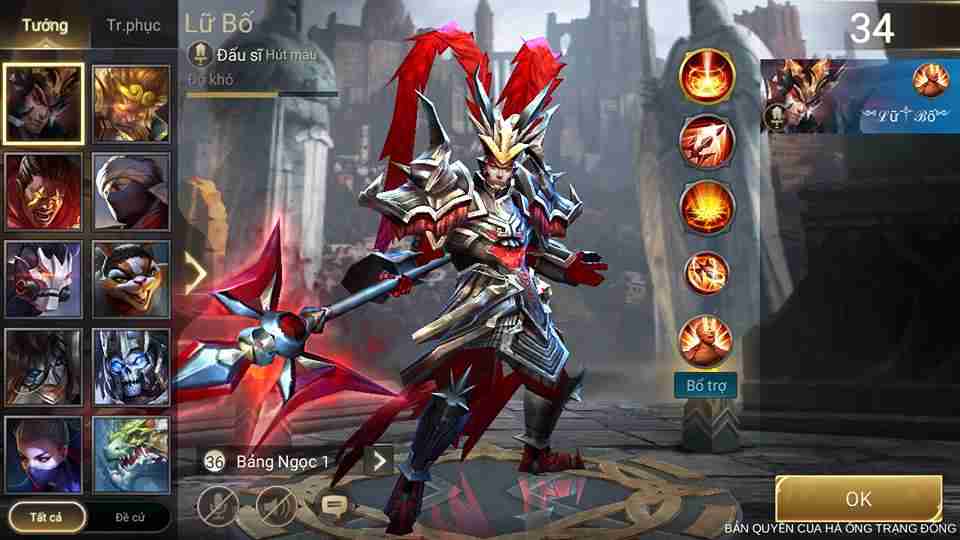 Tướng
Tr.phục
Lữ Bố
Đấu sĩ Hút máu
Độ khó
34
Lữ†Bố
Bổ trợ
36 Bảng Ngọc 1
Tất cả
Đề cử
OK
BẢN QUYỀN CỦA HÀ ÔNG TRẠNG ĐÔNG